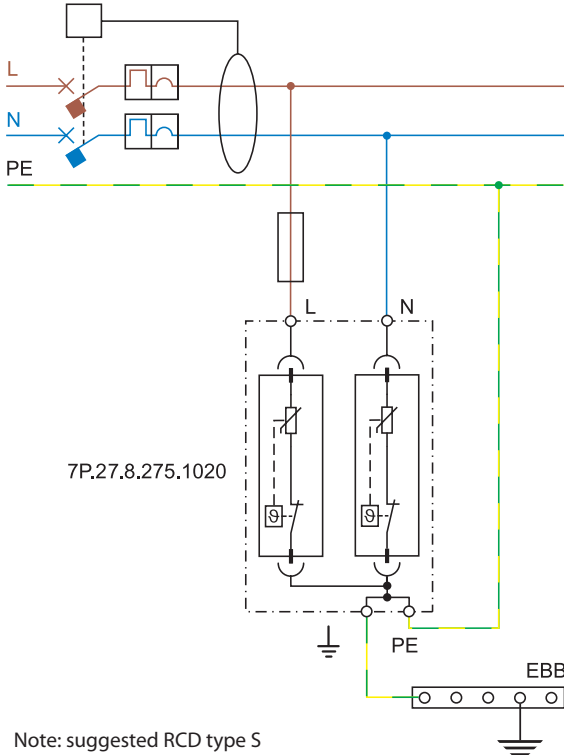 L
N
PE
L N
7P.27.8.275.1020
ϑ ϑ
PE
EBB
Note: suggested RCD type S